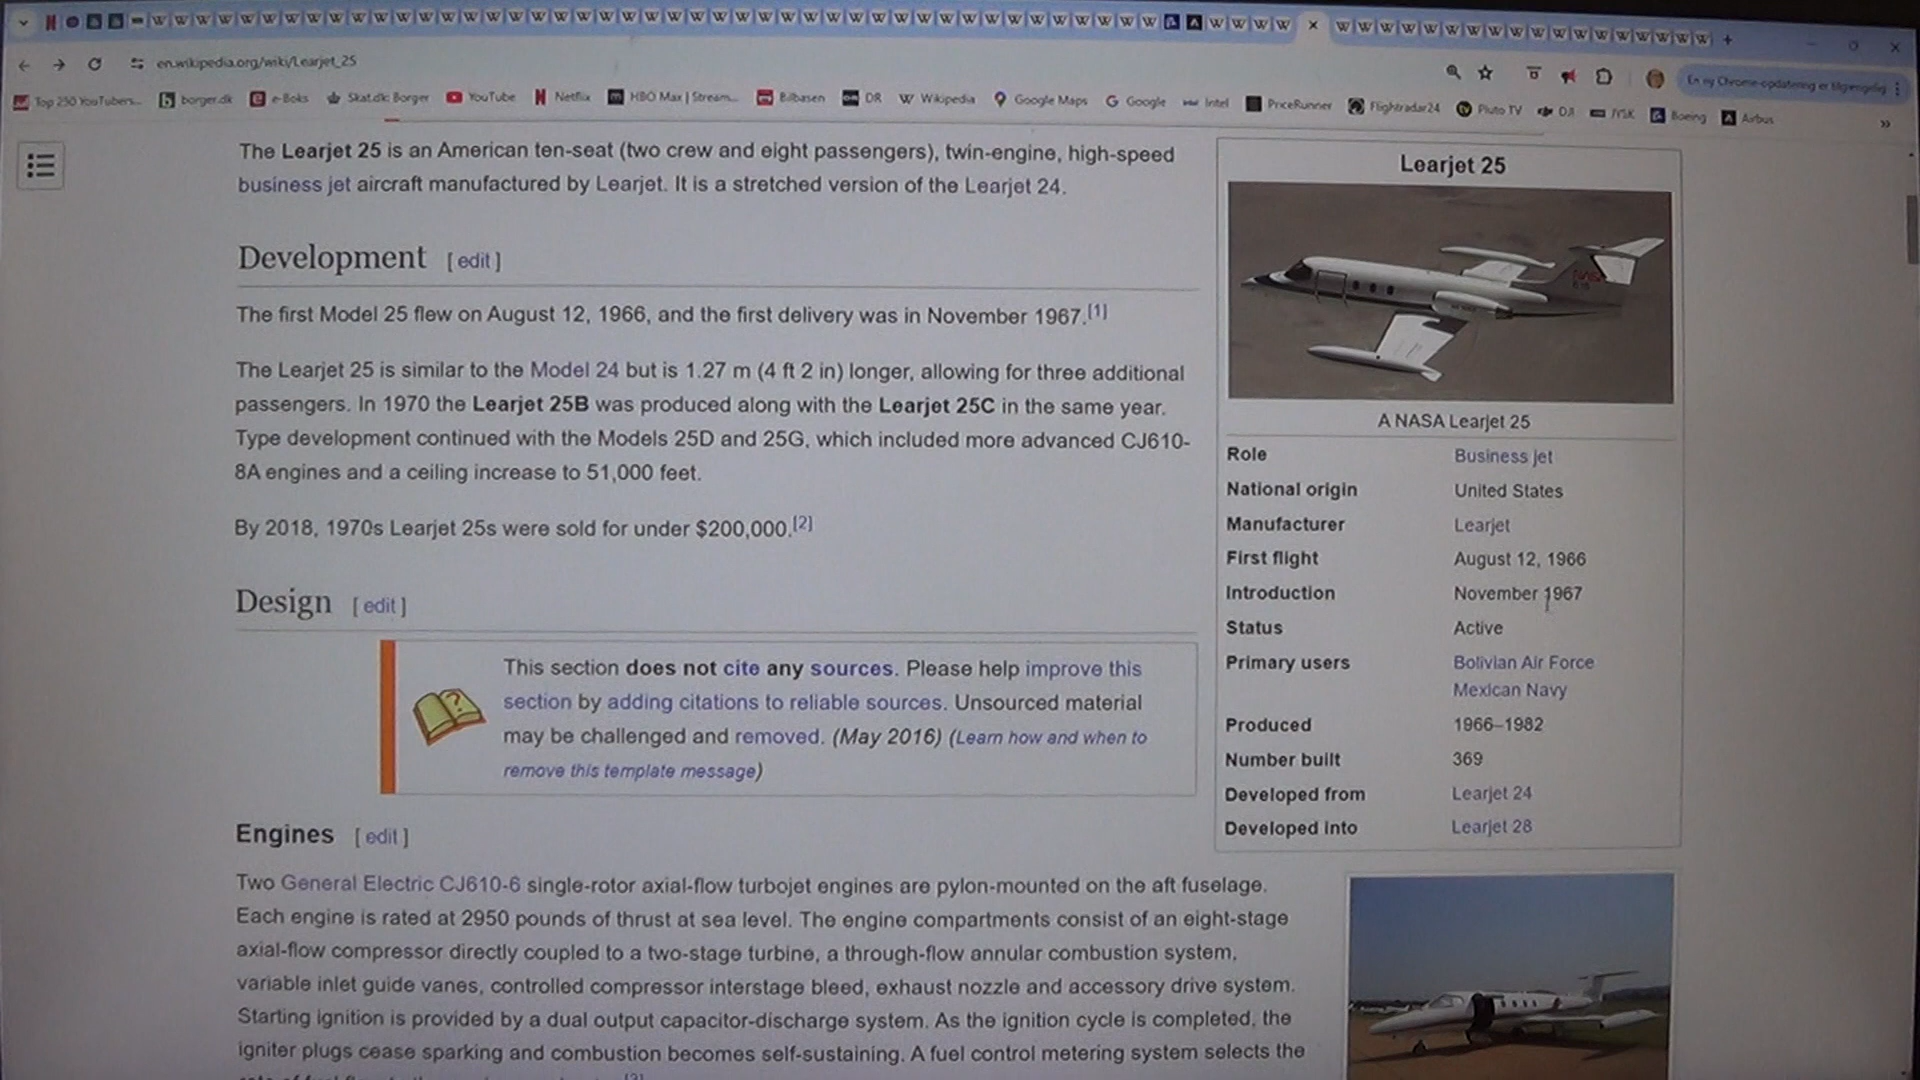 en.wikipedia.org/wiki/Learjet_25
En ny Chrome-opdatering er tilgængelig
Top 250 YouTubers... borger.dk e-Boks Skat.dk: Borger YouTube Netflix HBO Max | Stream... Bilbasen DR Wikipedia Google Maps Google Intel PriceRunner Flightradar24 Pluto TV DJI JYSK Boeing Airbus
The Learjet 25 is an American ten-seat (two crew and eight passengers), twin-engine, high-speed
business jet aircraft manufactured by Learjet. It is a stretched version of the Learjet 24.
Development [ edit ]
The first Model 25 flew on August 12, 1966, and the first delivery was in November 1967.[1]
The Learjet 25 is similar to the Model 24 but is 1.27 m (4 ft 2 in) longer, allowing for three additional
passengers. In 1970 the Learjet 25B was produced along with the Learjet 25C in the same year.
Type development continued with the Models 25D and 25G, which included more advanced CJ610-
8A engines and a ceiling increase to 51,000 feet.
By 2018, 1970s Learjet 25s were sold for under $200,000.[2]
Design [ edit ]
This section does not cite any sources. Please help improve this
section by adding citations to reliable sources. Unsourced material
may be challenged and removed. (May 2016) (Learn how and when to
remove this template message)
Engines [ edit ]
Two General Electric CJ610-6 single-rotor axial-flow turbojet engines are pylon-mounted on the aft fuselage.
Each engine is rated at 2950 pounds of thrust at sea level. The engine compartments consist of an eight-stage
axial-flow compressor directly coupled to a two-stage turbine, a through-flow annular combustion system,
variable inlet guide vanes, controlled compressor interstage bleed, exhaust nozzle and accessory drive system.
Starting ignition is provided by a dual output capacitor-discharge system. As the ignition cycle is completed, the
igniter plugs cease sparking and combustion becomes self-sustaining. A fuel control metering system selects the
Learjet 25
NASA
A NASA Learjet 25
Role Business jet
National origin United States
Manufacturer Learjet
First flight August 12, 1966
Introduction November 1967
Status Active
Primary users Bolivian Air Force
Mexican Navy
Produced 1966–1982
Number built 369
Developed from Learjet 24
Developed into Learjet 28